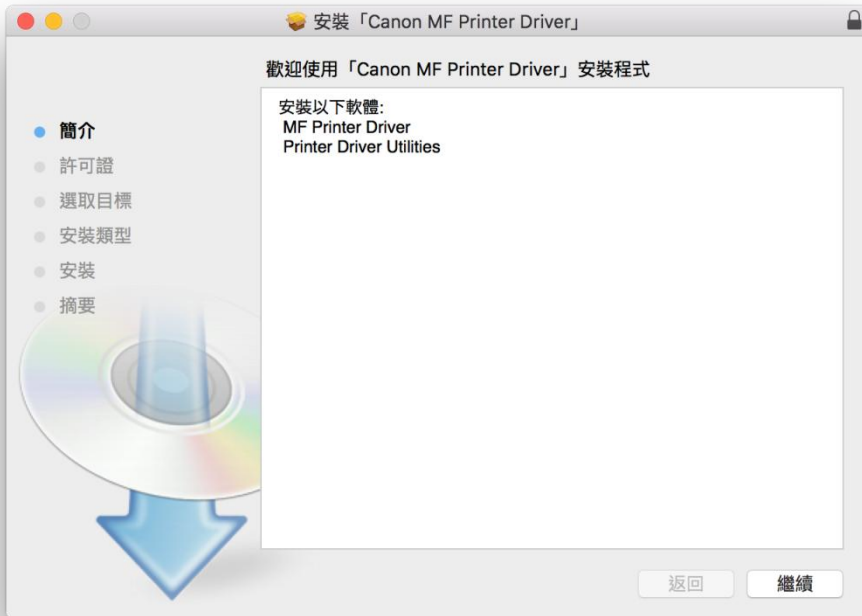 安裝「Canon MF Printer Driver」
歡迎使用「Canon MF Printer Driver」安裝程式
簡介
許可證
選取目標
安裝類型
安裝
摘要
安裝以下軟體:
MF Printer Driver
Printer Driver Utilities
返回
繼續